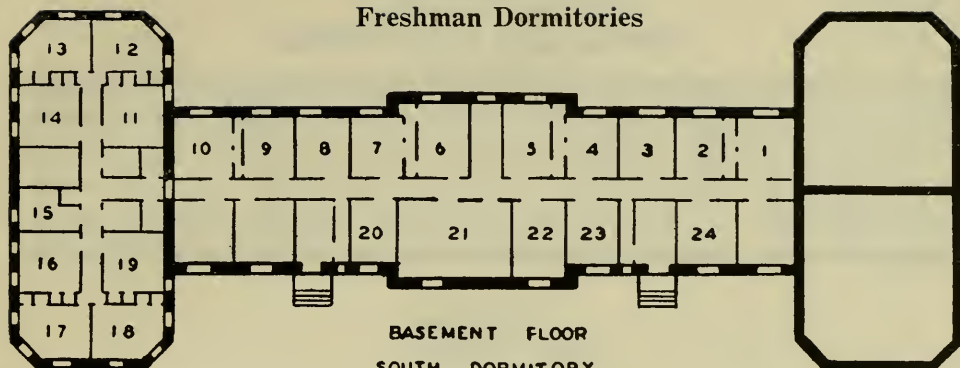 Freshman Dormitories
13 12
14 11
10 9 8 7 6 5 4 3 2 1
15
20 21 22 23 24
16 19
17 18
BASEMENT FLOOR
SOUTH DORMITORY